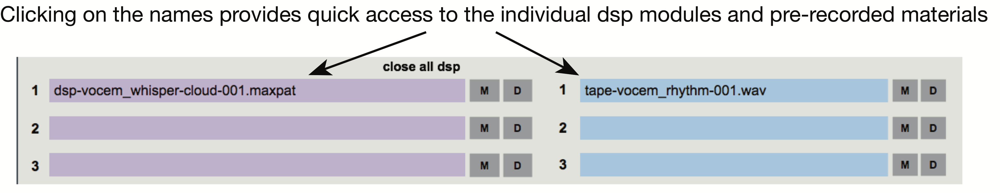 Clicking on the names provides quick access to the individual dsp modules and pre-recorded materials
close all dsp
1 dsp-vocem_whisper-cloud-001.maxpat M D 1 tape-vocem_rhythm-001.wav M D
2 M D 2 M D
3 M D 3 M D